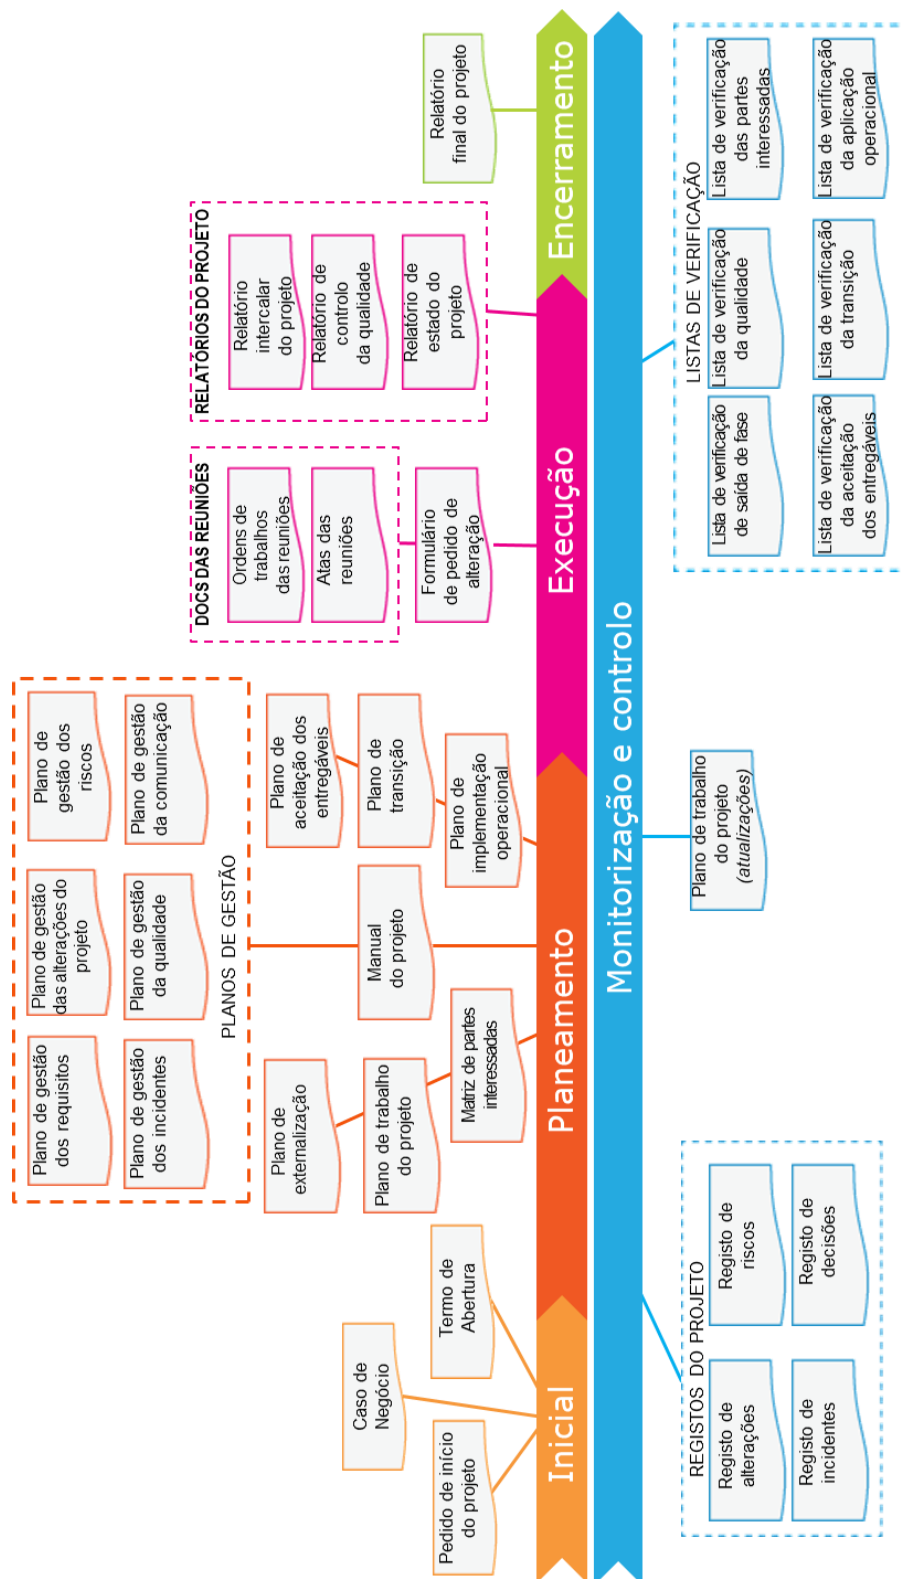 Pedido de início
do projeto
Caso de
Negócio
Termo de
Abertura
Inicial
Plano de gestão
dos requisitos
Plano de gestão
das alterações do
projeto
Plano de
gestão dos
riscos
Plano de gestão
dos incidentes
Plano de gestão
da qualidade
Plano de gestão
da comunicação
PLANOS DE GESTÃO
Plano de
externalização
Plano de trabalho
do projeto
Matriz de partes
interessadas
Manual
do projeto
Plano de
aceitação dos
entregáveis
Plano de
transição
Plano de
implementação
operacional
Planeamento
DOCS DAS REUNIÕES
Ordens de
trabalhos
das reuniões
Atas das
reuniões
Formulário
de pedido de
alteração
RELATÓRIOS DO PROJETO
Relatório
intercalar
do projeto
Relatório de
controlo
da qualidade
Relatório de
estado do
projeto
Execução
Relatório
final do projeto
Encerramento
Monitorização e controlo
REGISTOS DO PROJETO
Registo de
alterações
Registo de
riscos
Registo de
incidentes
Registo de
decisões
Plano de trabalho
do projeto
(atualizações)
LISTAS DE VERIFICAÇÃO
Lista de verificação
de saída de fase
Lista de verificação
da qualidade
Lista de verificação
das partes
interessadas
Lista de verificação
da aceitação
dos entregáveis
Lista de verificação
da transição
Lista de verificação
da aplicação
operacional